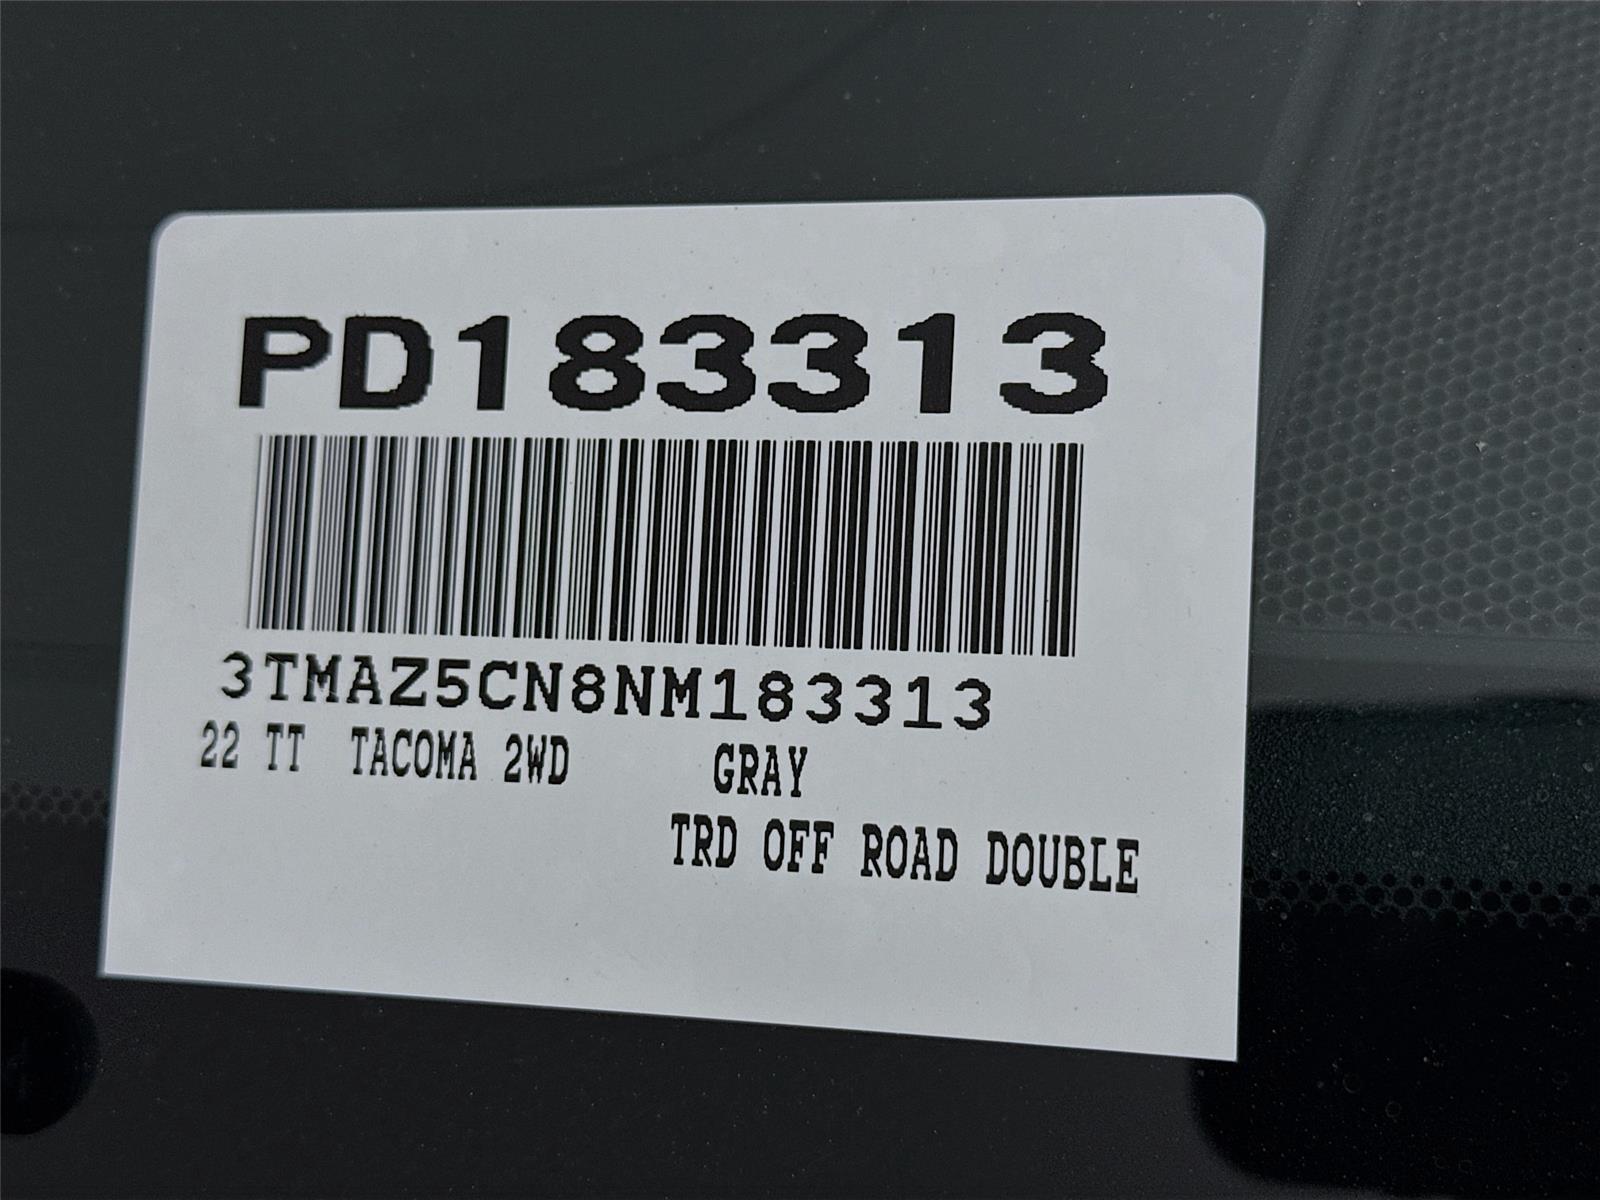 PD183313
3TMAZ5CN8NM183313
22 TT TACOMA 2WD GRAY
TRD OFF ROAD DOUBLE